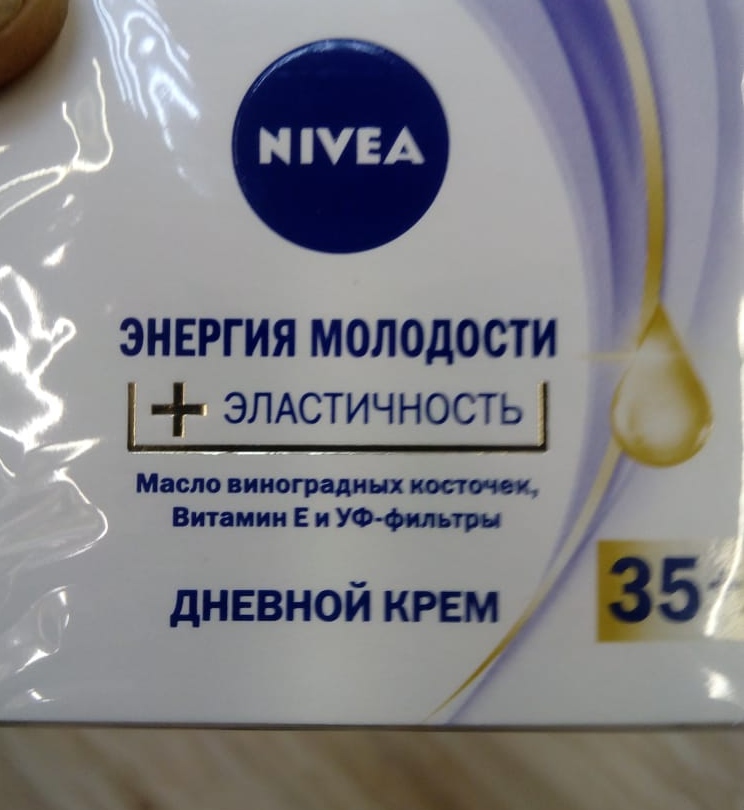 NIVEA
ЭНЕРГИЯ МОЛОДОСТИ
+ ЭЛАСТИЧНОСТЬ
Масло виноградных косточек,
Витамин Е и УФ-фильтры
ДНЕВНОЙ КРЕМ
35+